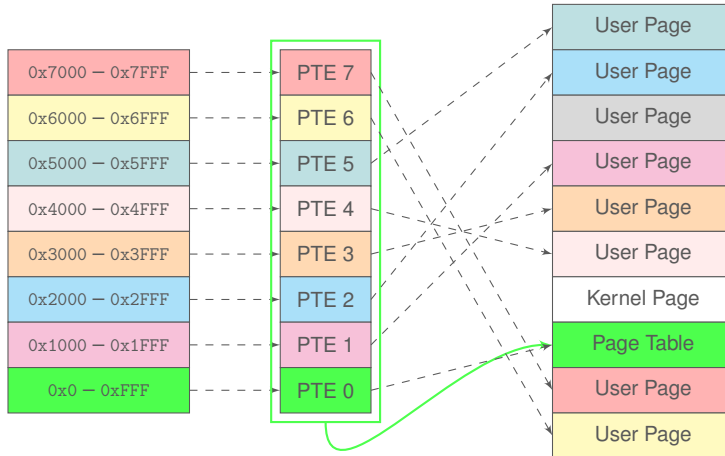 0x7000 – 0x7FFF
0x6000 – 0x6FFF
0x5000 – 0x5FFF
0x4000 – 0x4FFF
0x3000 – 0x3FFF
0x2000 – 0x2FFF
0x1000 – 0x1FFF
0x0 – 0xFFF
PTE 7
PTE 6
PTE 5
PTE 4
PTE 3
PTE 2
PTE 1
PTE 0
User Page
User Page
User Page
User Page
User Page
User Page
Kernel Page
Page Table
User Page
User Page